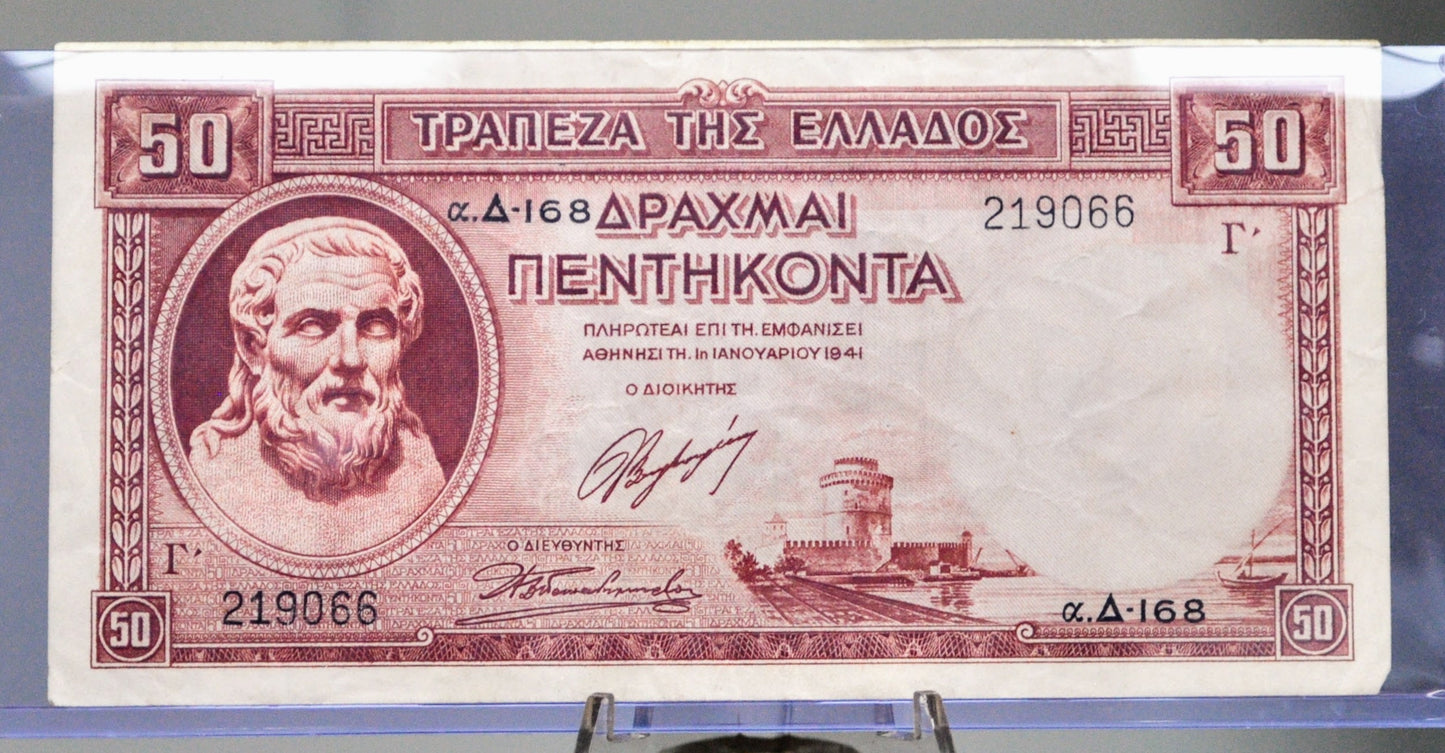 50 ΤΡΑΠΕΖΑ ΤΗΣ ΕΛΛΑΔΟΣ 50
α.Δ-168 ΔΡΑΧΜΑΙ 219066
Γ΄
ΠΕΝΤΗΚΟΝΤΑ
ΠΛΗΡΩΤΕΑΙ ΕΠΙ ΤΗ. ΕΜΦΑΝΙΣΕΙ
ΑΘΗΝΗΣΙ ΤΗ. 1η ΙΑΝΟΥΑΡΙΟΥ 1941
Ο ΔΙΟΙΚΗΤΗΣ
Γ΄ Ο ΔΙΕΥΘΥΝΤΗΣ
219066 α.Δ-168
50 50